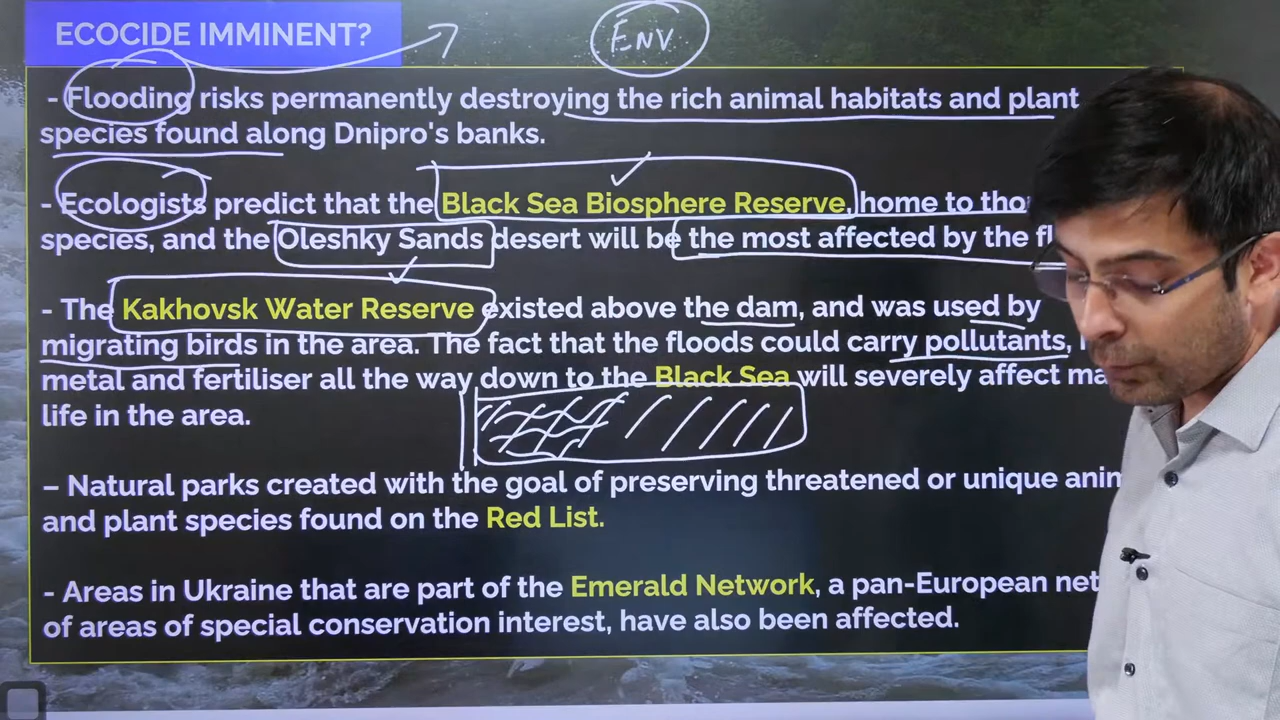 ECOCIDE IMMINENT?
ENV
- Flooding risks permanently destroying the rich animal habitats and plant
species found along Dnipro's banks.
- Ecologists predict that the Black Sea Biosphere Reserve, home to
species, and the Oleshky Sands desert will be the most affected by the
- The Kakhovsk Water Reserve existed above the dam, and was used by
migrating birds in the area. The fact that the floods could carry pollutants,
metal and fertiliser all the way down to the Black Sea will severely affect
life in the area.
– Natural parks created with the goal of preserving threatened or unique
and plant species found on the Red List.
- Areas in Ukraine that are part of the Emerald Network, a pan-European
of areas of special conservation interest, have also been affected.